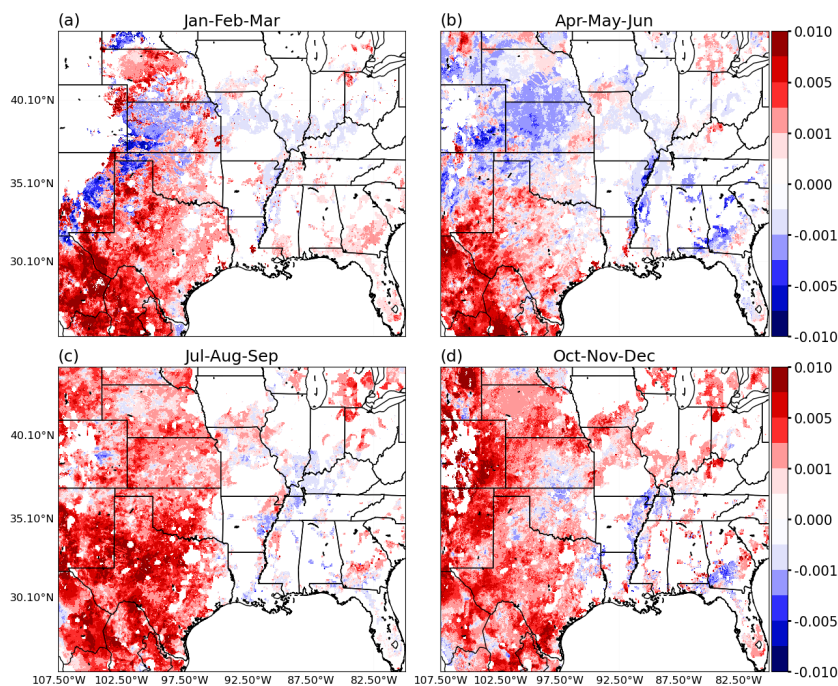 (a) Jan-Feb-Mar
(b) Apr-May-Jun
40.10°N
35.10°N
30.10°N
0.010
0.005
0.001
0.000
-0.001
-0.005
-0.010
(c) Jul-Aug-Sep
(d) Oct-Nov-Dec
40.10°N
35.10°N
30.10°N
0.010
0.005
0.001
0.000
-0.001
-0.005
-0.010
107.50°W 102.50°W 97.50°W 92.50°W 87.50°W 82.50°W
107.50°W 102.50°W 97.50°W 92.50°W 87.50°W 82.50°W